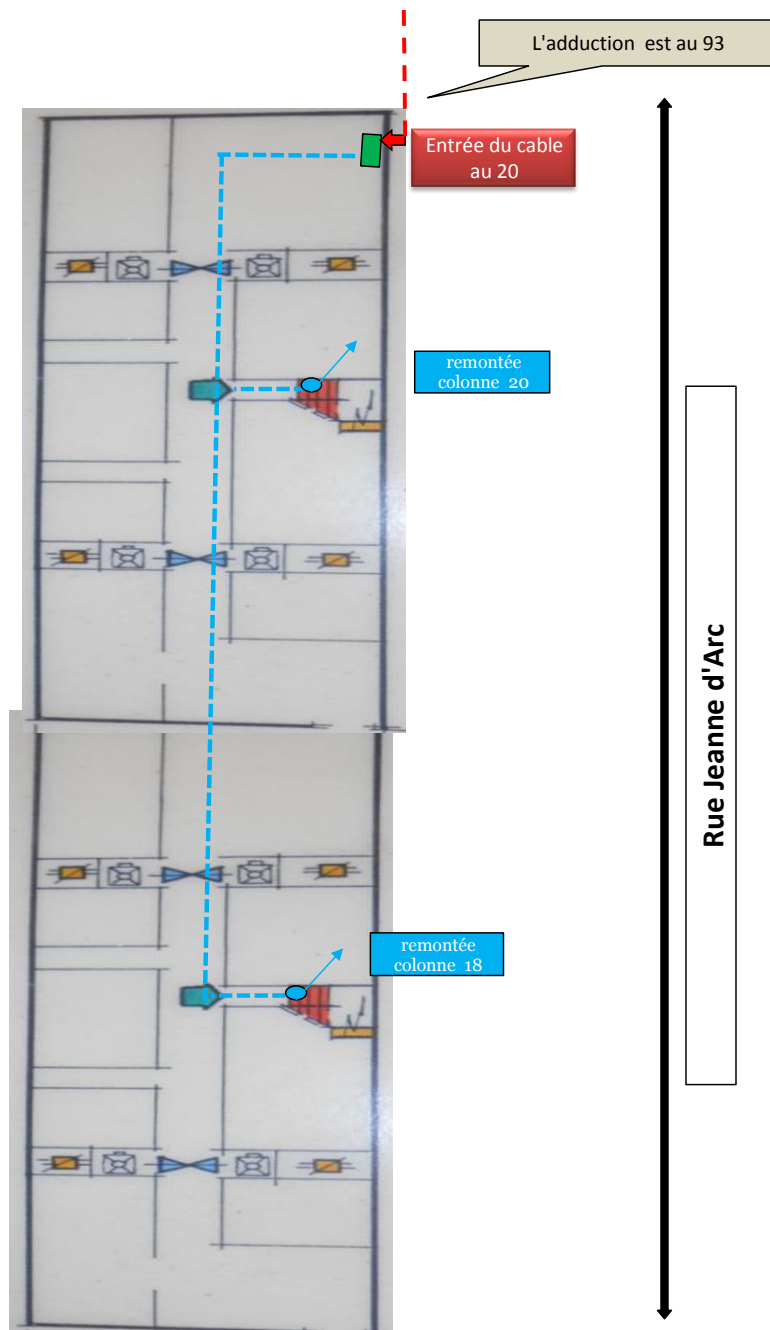 L'adduction est au 93
Entrée du cable
au 20
remontée
colonne 20
Rue Jeanne d'Arc
remontée
colonne 18